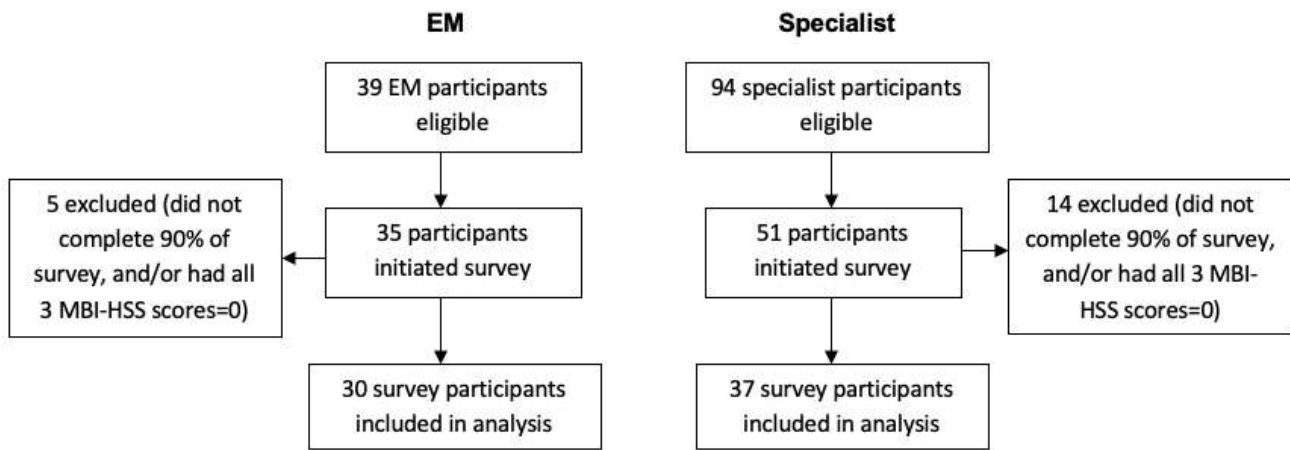 EM
39 EM participants
eligible
5 excluded (did not
complete 90% of
survey, and/or had all
3 MBI-HSS scores=0)
35 participants
initiated survey
30 survey participants
included in analysis
Specialist
94 specialist participants
eligible
51 participants
initiated survey
14 excluded (did not
complete 90% of survey,
and/or had all 3 MBI-
HSS scores=0)
37 survey participants
included in analysis